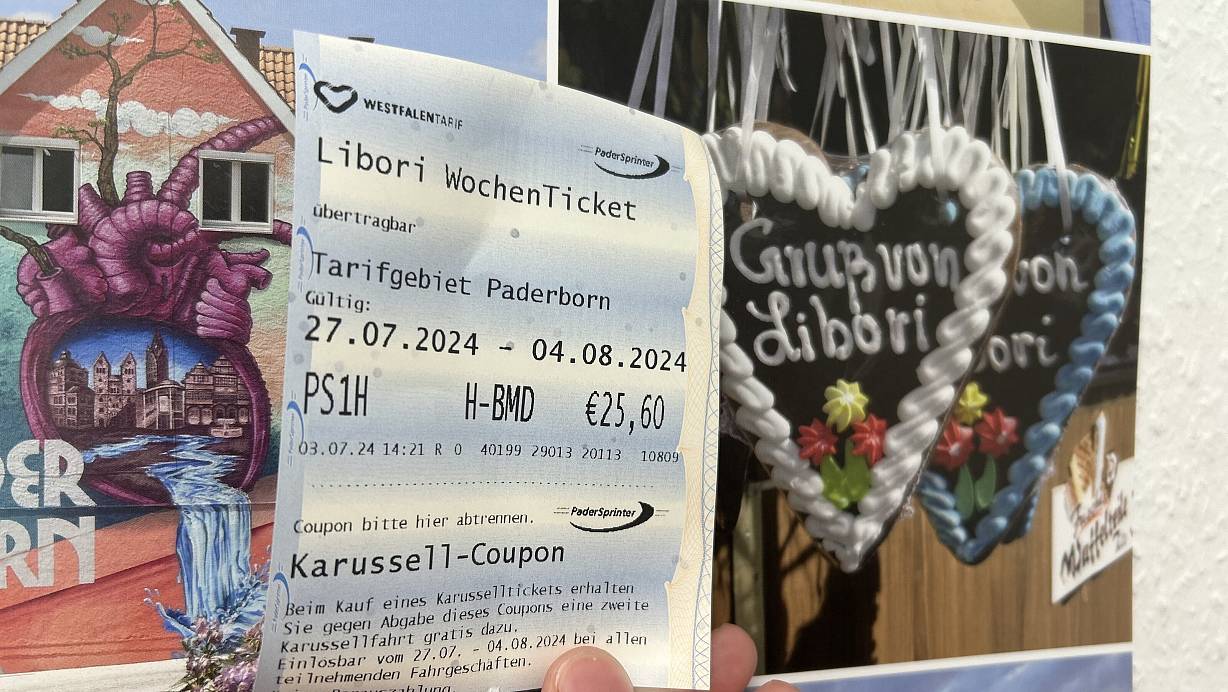 WESTFALENTARIF
PaderSprinter
Libori WochenTicket
übertragbar
Tarifgebiet Paderborn
Gültig:
27.07.2024 - 04.08.2024
PS1H H-BMD €25,60
03.07.24 14:21 R 0 40199 29013 20113 10809
Coupon bitte hier abtrennen.
PaderSprinter
Karussell-Coupon
Beim Kauf eines Karusselltickets erhalten
Sie gegen Abgabe dieses Coupons eine zweite
Karussellfahrt gratis dazu.
Einlösbar vom 27.07. - 04.08.2024 bei allen
teilnehmenden Fahrgeschäften.
Gruß von
Libori
von
ori
DER
RN